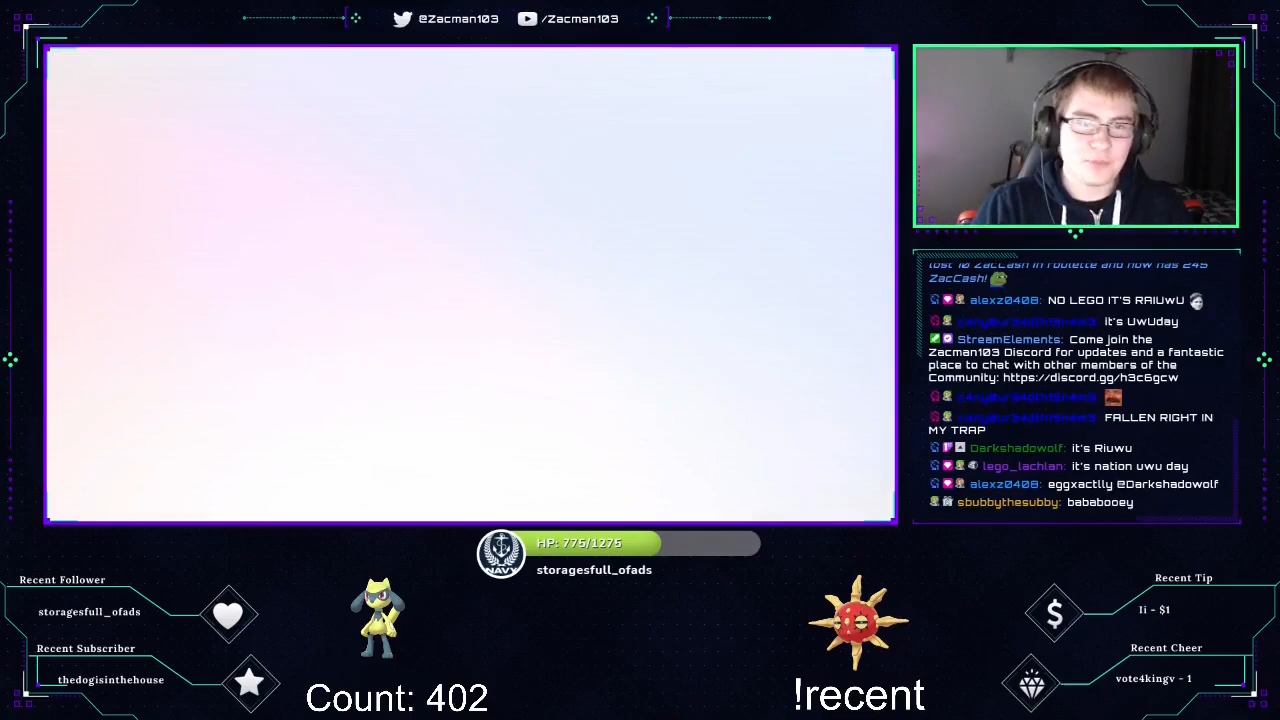 @Zacman103
/Zacman103
lost 10 ZacCash in roulette and now has 245
ZacCash!
alexz0408: NO LEGO IT'S RAIUWU
it's UwUday
StreamElements: Come join the
Zacman103 Discord for updates and a fantastic
place to chat with other members of the
Community: https://discord.gg/h3c6gcw
FALLEN RIGHT IN
MY TRAP
Darkshadowolf: it's Riuwu
lego_lachlan: it's nation uwu day
alexz0408: eggxactlly @Darkshadowolf
sbubbythesubby: bababooey
HP: 775/1275
NAVY
storagesfull_ofads
Recent Follower
storagesfull_ofads
Recent Subscriber
thedogisinthehouse
Count: 402
!recent
Recent Tip
$
1i - $1
Recent Cheer
vote4kingv - 1